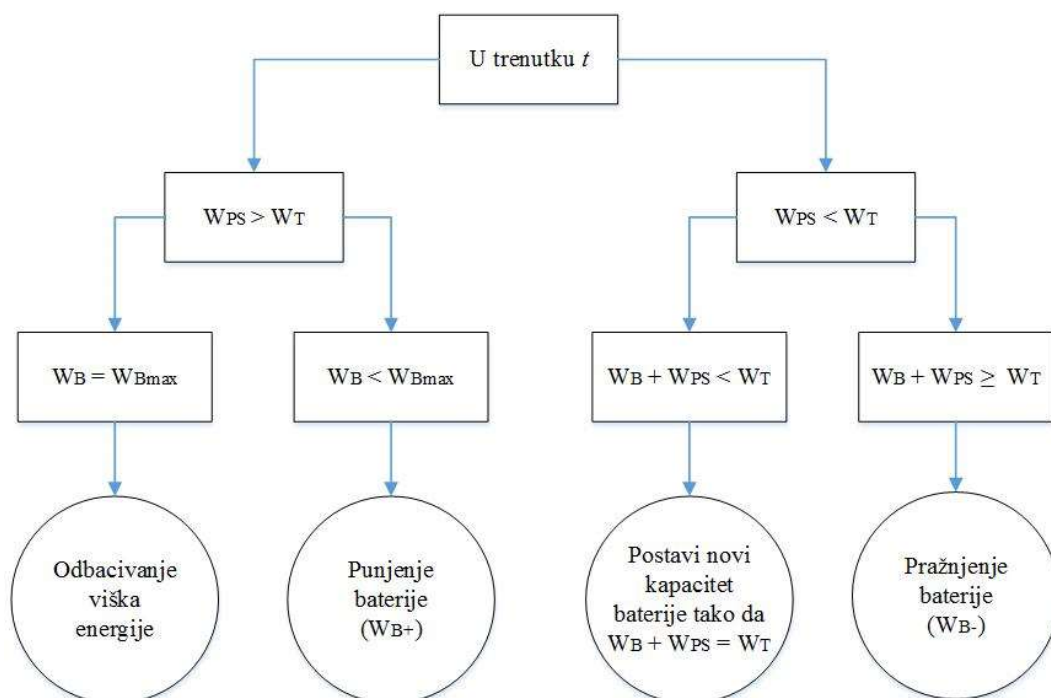 U trenutku t
WPS > WT
WPS < WT
WB = WBmax
WB < WBmax
WB + WPS < WT
WB + WPS ≥ WT
Odbacivanje
viška
energije
Punjenje
baterije
(WB+)
Postavi novi
kapacitet
baterije tako da
WB + WPS = WT
Pražnjenje
baterije
(WB-)